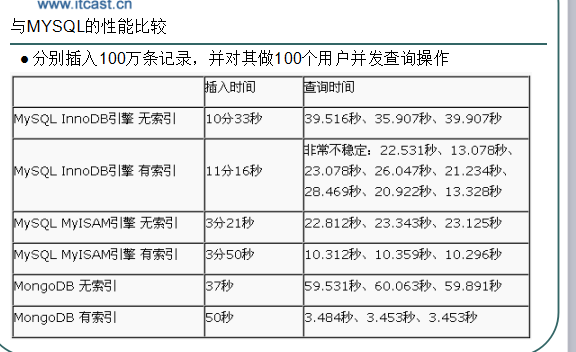 www.itcast.cn
与MYSQL的性能比较
●分别插入100万条记录，并对其做100个用户并发查询操作
插入时间 查询时间
MySQL InnoDB引擎 无索引 10分33秒 39.516秒、35.907秒、39.907秒
非常不稳定：22.531秒、13.078秒、
MySQL InnoDB引擎 有索引 11分16秒 23.078秒、26.047秒、21.234秒、
28.469秒、20.922秒、13.328秒
MySQL MyISAM引擎 无索引 3分21秒 22.812秒、23.343秒、23.125秒
MySQL MyISAM引擎 有索引 3分50秒 10.312秒、10.359秒、10.296秒
MongoDB 无索引 37秒 59.531秒、60.063秒、59.891秒
MongoDB 有索引 50秒 3.484秒、3.453秒、3.453秒